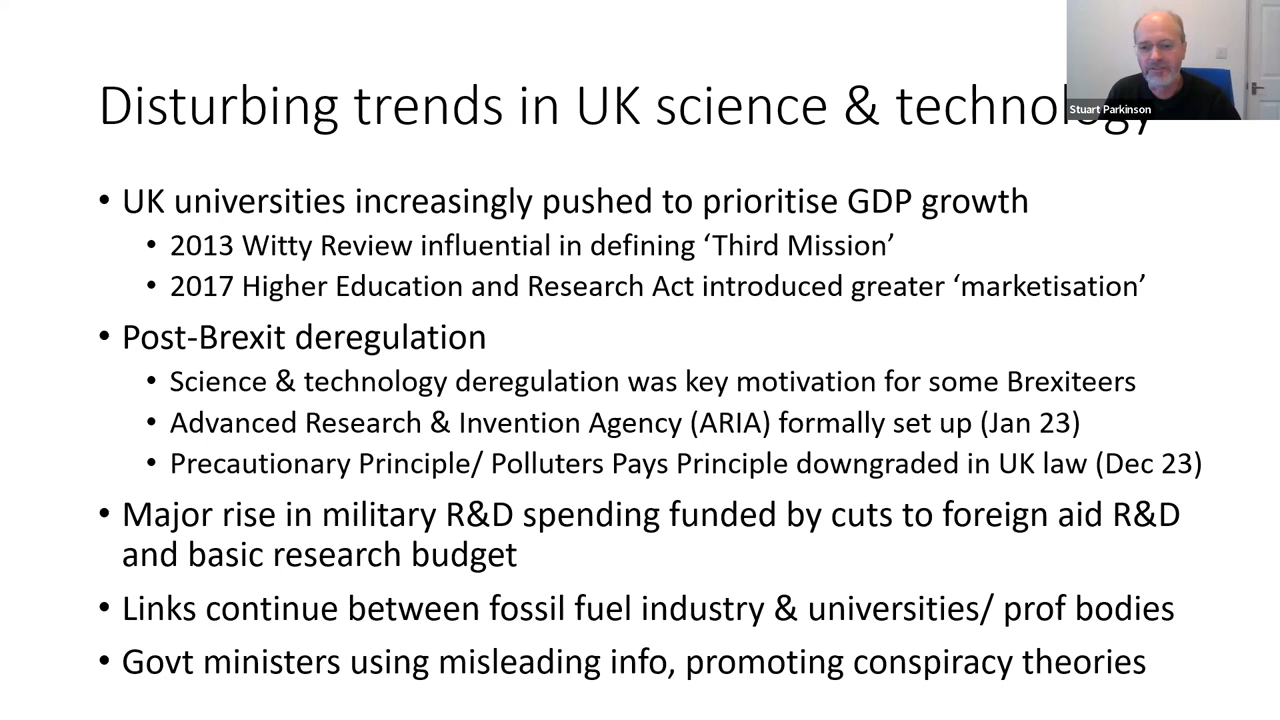 Disturbing trends in UK science & technology
Stuart Parkinson
• UK universities increasingly pushed to prioritise GDP growth
• 2013 Witty Review influential in defining ‘Third Mission’
• 2017 Higher Education and Research Act introduced greater ‘marketisation’
• Post-Brexit deregulation
• Science & technology deregulation was key motivation for some Brexiteers
• Advanced Research & Invention Agency (ARIA) formally set up (Jan 23)
• Precautionary Principle/ Polluters Pays Principle downgraded in UK law (Dec 23)
• Major rise in military R&D spending funded by cuts to foreign aid R&D
and basic research budget
• Links continue between fossil fuel industry & universities/ prof bodies
• Govt ministers using misleading info, promoting conspiracy theories